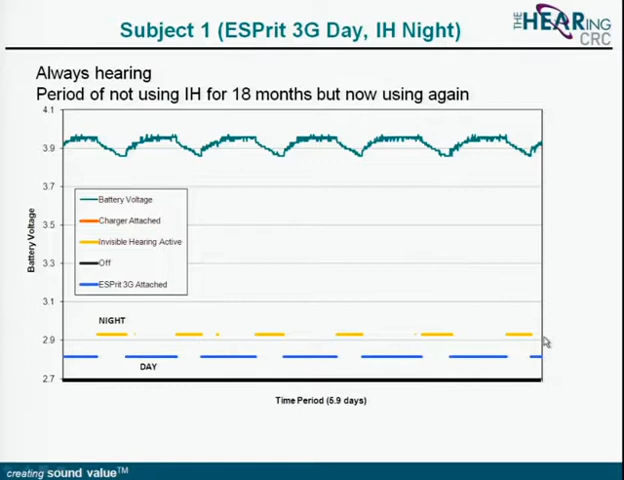 Subject 1 (ESPrit 3G Day, IH Night)
THE HEARing
CRC
Always hearing
Period of not using IH for 18 months but now using again
4.1
3.9
3.7
3.5
3.3
3.1
2.9
2.7
Battery Voltage
Battery Voltage
Charger Attached
Invisible Hearing Active
Off
ESPrit 3G Attached
NIGHT
DAY
Time Period (5.9 days)
creating sound value™